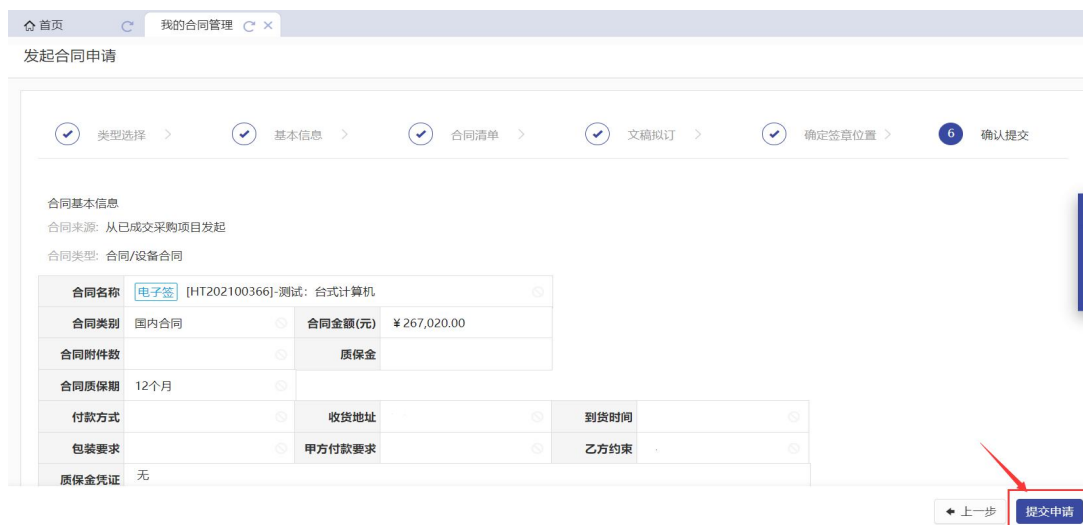 首页 我的合同管理
发起合同申请
类型选择 基本信息 合同清单 文稿拟订 确定签章位置 6 确认提交
合同基本信息
合同来源: 从已成交采购项目发起
合同类型: 合同/设备合同
合同名称 电子签 [HT202100366]-测试：台式计算机
合同类别 国内合同 合同金额(元) ¥267,020.00
合同附件数 质保金
合同质保期 12个月
付款方式 收货地址 到货时间
包装要求 甲方付款要求 乙方约束
质保金凭证 无
上一步 提交申请